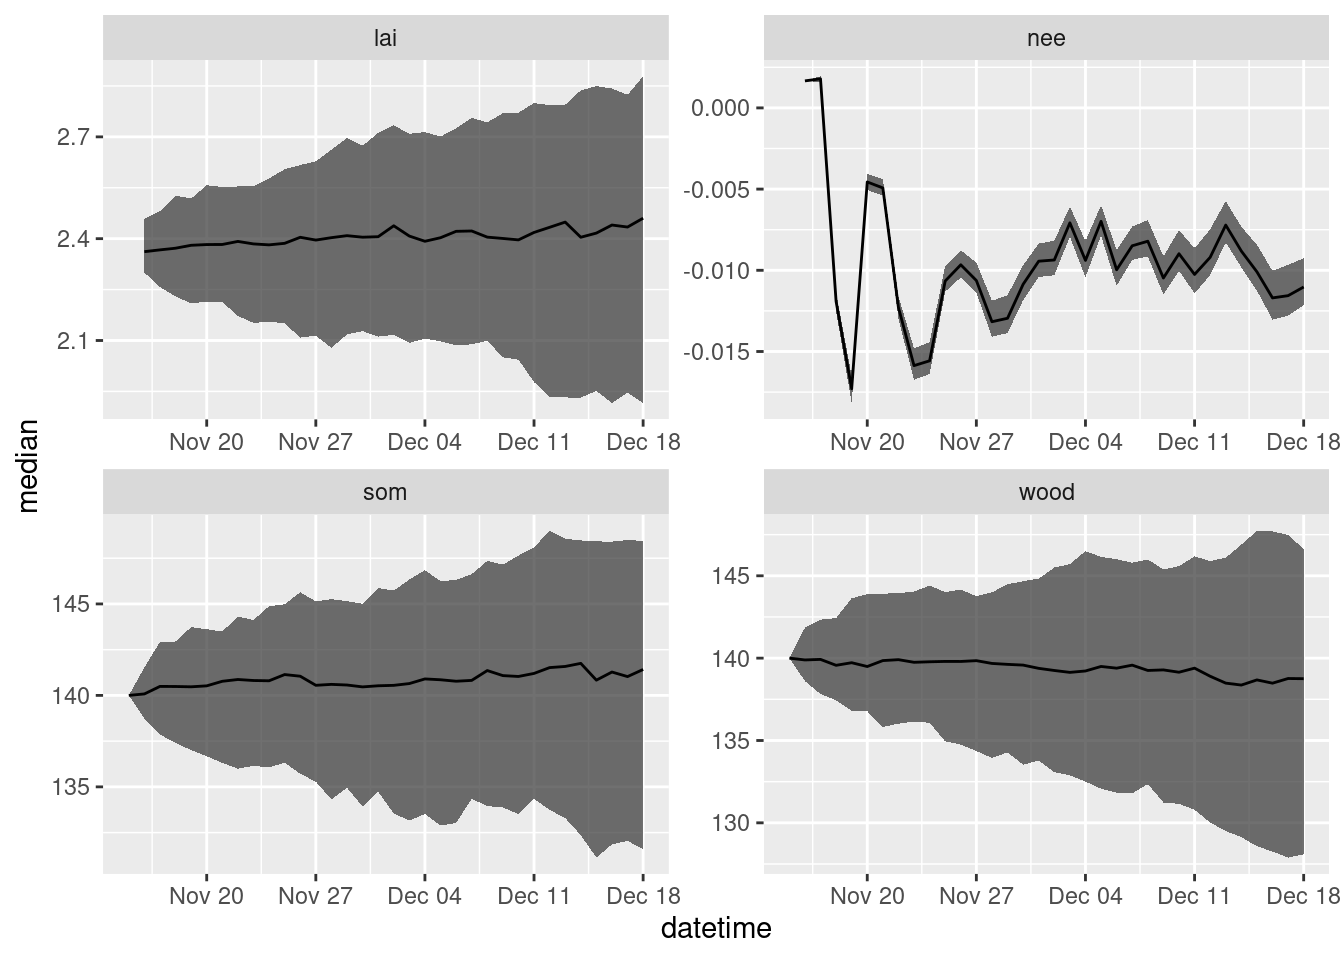 lai
nee
2.7
2.4
2.1
0.000
-0.005
-0.010
-0.015
Nov 20 Nov 27 Dec 04 Dec 11 Dec 18
Nov 20 Nov 27 Dec 04 Dec 11 Dec 18
median
som
wood
145
140
135
145
140
135
130
Nov 20 Nov 27 Dec 04 Dec 11 Dec 18
Nov 20 Nov 27 Dec 04 Dec 11 Dec 18
datetime